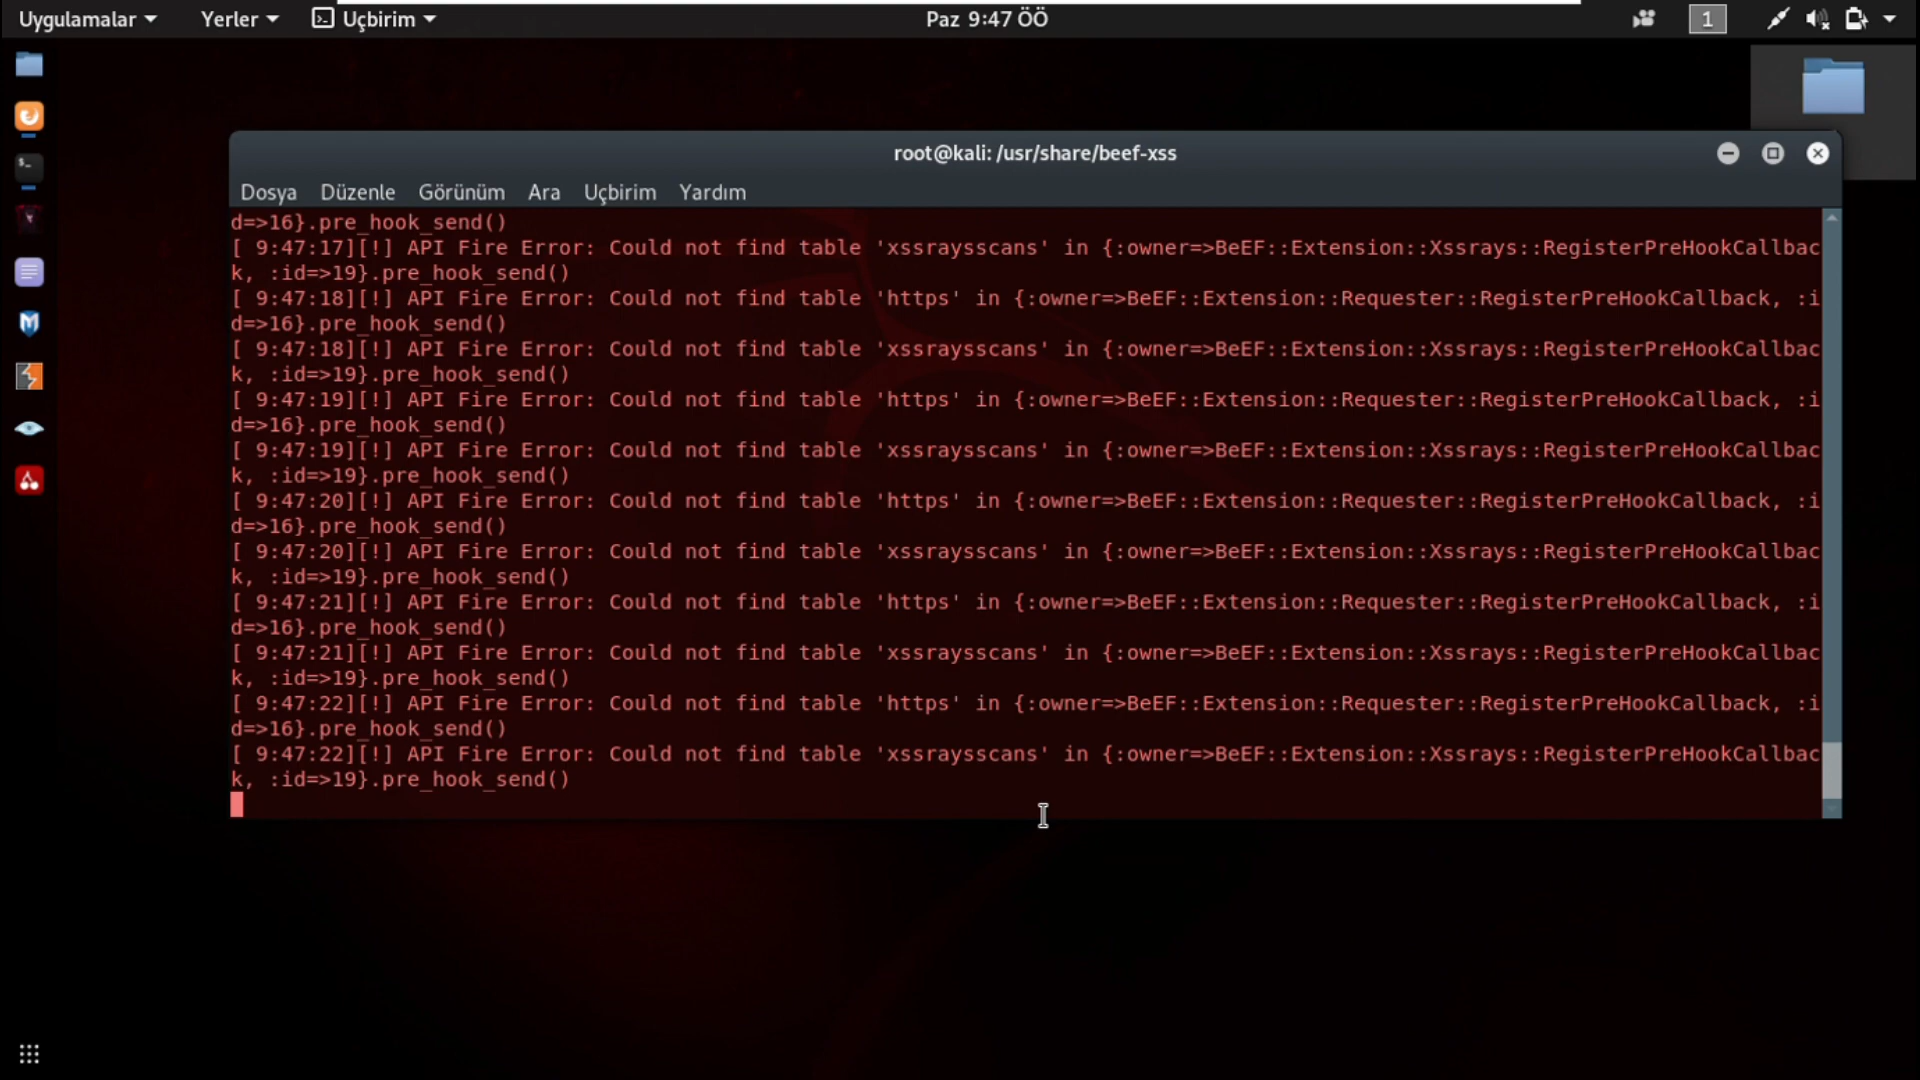 Uygulamalar Yerler Uçbirim Paz 9:47 ÖÖ 1
root@kali: /usr/share/beef-xss
Dosya Düzenle Görünüm Ara Uçbirim Yardım
d=>16}.pre_hook_send()
[ 9:47:17][!] API Fire Error: Could not find table 'xssraysscans' in {:owner=>BeEF::Extension::Xssrays::RegisterPreHookCallbac
k, :id=>19}.pre_hook_send()
[ 9:47:18][!] API Fire Error: Could not find table 'https' in {:owner=>BeEF::Extension::Requester::RegisterPreHookCallback, :i
d=>16}.pre_hook_send()
[ 9:47:18][!] API Fire Error: Could not find table 'xssraysscans' in {:owner=>BeEF::Extension::Xssrays::RegisterPreHookCallbac
k, :id=>19}.pre_hook_send()
[ 9:47:19][!] API Fire Error: Could not find table 'https' in {:owner=>BeEF::Extension::Requester::RegisterPreHookCallback, :i
d=>16}.pre_hook_send()
[ 9:47:19][!] API Fire Error: Could not find table 'xssraysscans' in {:owner=>BeEF::Extension::Xssrays::RegisterPreHookCallbac
k, :id=>19}.pre_hook_send()
[ 9:47:20][!] API Fire Error: Could not find table 'https' in {:owner=>BeEF::Extension::Requester::RegisterPreHookCallback, :i
d=>16}.pre_hook_send()
[ 9:47:20][!] API Fire Error: Could not find table 'xssraysscans' in {:owner=>BeEF::Extension::Xssrays::RegisterPreHookCallbac
k, :id=>19}.pre_hook_send()
[ 9:47:21][!] API Fire Error: Could not find table 'https' in {:owner=>BeEF::Extension::Requester::RegisterPreHookCallback, :i
d=>16}.pre_hook_send()
[ 9:47:21][!] API Fire Error: Could not find table 'xssraysscans' in {:owner=>BeEF::Extension::Xssrays::RegisterPreHookCallbac
k, :id=>19}.pre_hook_send()
[ 9:47:22][!] API Fire Error: Could not find table 'https' in {:owner=>BeEF::Extension::Requester::RegisterPreHookCallback, :i
d=>16}.pre_hook_send()
[ 9:47:22][!] API Fire Error: Could not find table 'xssraysscans' in {:owner=>BeEF::Extension::Xssrays::RegisterPreHookCallbac
k, :id=>19}.pre_hook_send()